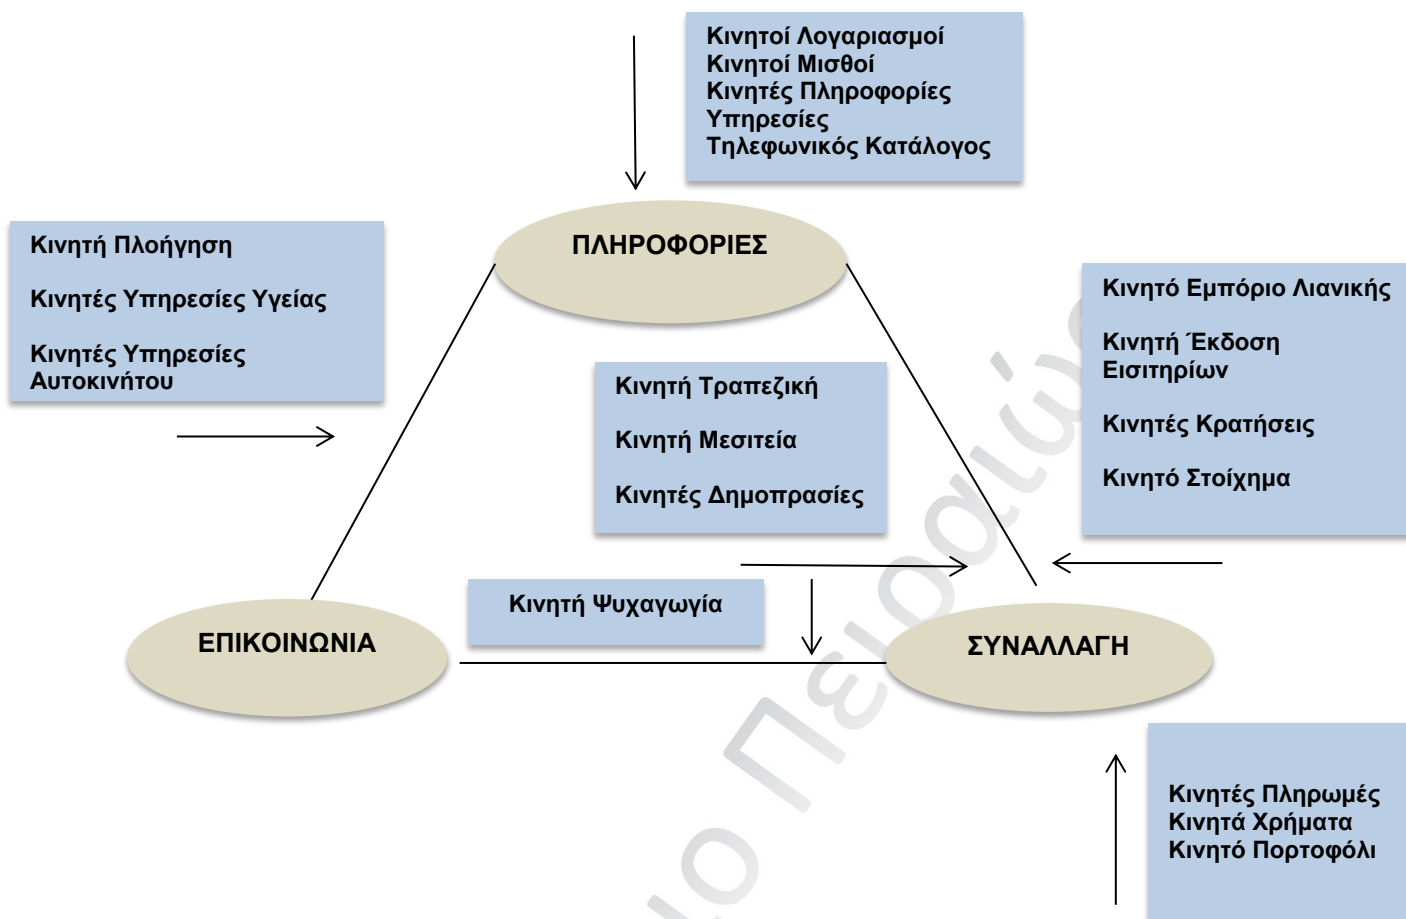 Κινητοί Λογαριασμοί
Κινητοί Μισθοί
Κινητές Πληροφορίες
Υπηρεσίες
Τηλεφωνικός Κατάλογος
ΠΛΗΡΟΦΟΡΙΕΣ
Κινητή Πλοήγηση
Κινητές Υπηρεσίες Υγείας
Κινητές Υπηρεσίες
Αυτοκινήτου
Κινητό Εμπόριο Λιανικής
Κινητή Έκδοση
Εισιτηρίων
Κινητές Κρατήσεις
Κινητό Στοίχημα
Κινητή Τραπεζική
Κινητή Μεσιτεία
Κινητές Δημοπρασίες
Κινητή Ψυχαγωγία
ΕΠΙΚΟΙΝΩΝΙΑ
ΣΥΝΑΛΛΑΓΗ
Κινητές Πληρωμές
Κινητά Χρήματα
Κινητό Πορτοφόλι